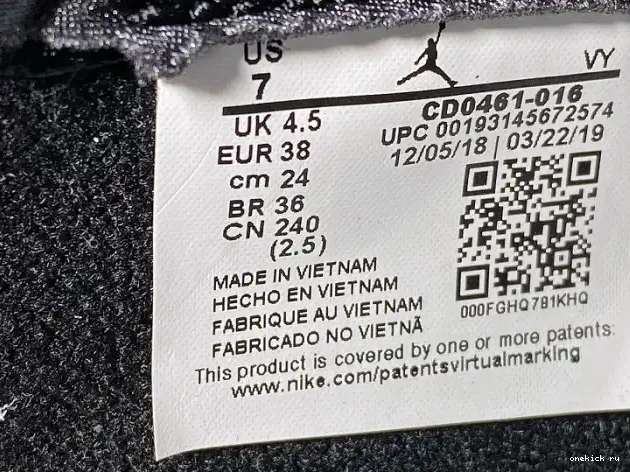 US
7
UK 4.5
EUR 38
cm 24
BR 36
CN 240
(2.5)
VY
CD0461-016
UPC 00193145672574
12/05/18 | 03/22/19
000FGHQ781KHQ
MADE IN VIETNAM
HECHO EN VIETNAM
FABRIQUE AU VIETNAM
FABRICADO NO VIETNÃ
This product is covered by one or more patents:
www.nike.com/patentsvirtualmarking
onekick ru